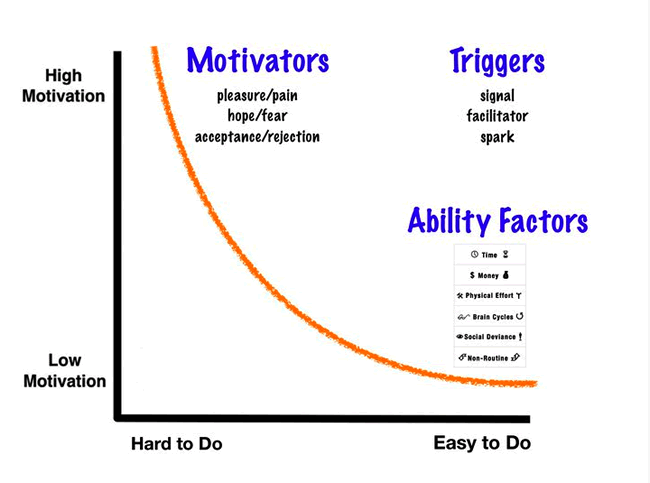 Motivators
pleasure/pain
hope/fear
acceptance/rejection
Triggers
signal
facilitator
spark
High
Motivation
Ability Factors
Time
$ Money
Physical Effort
Brain Cycles
Social Deviance
Non-Routine
Low
Motivation
Hard to Do
Easy to Do